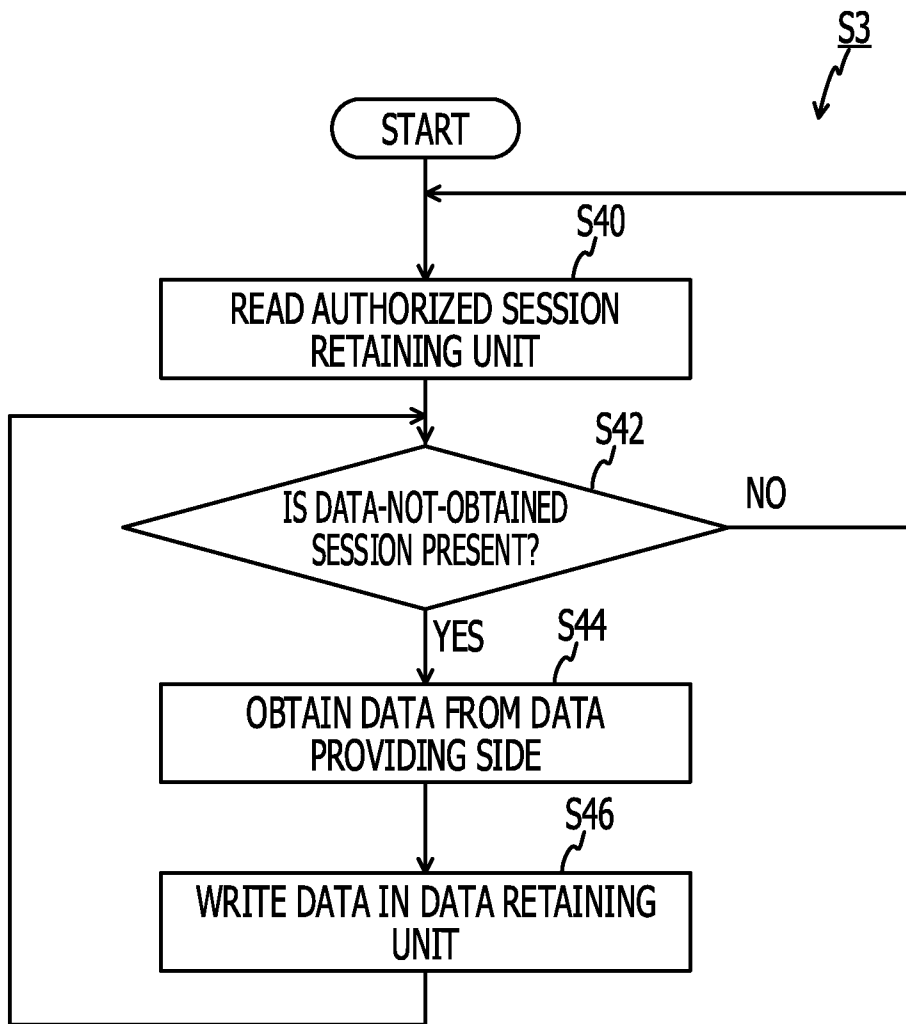 S3
START
S40
READ AUTHORIZED SESSION
RETAINING UNIT
S42
IS DATA-NOT-OBTAINED
SESSION PRESENT?
NO
YES
S44
OBTAIN DATA FROM DATA
PROVIDING SIDE
S46
WRITE DATA IN DATA RETAINING
UNIT